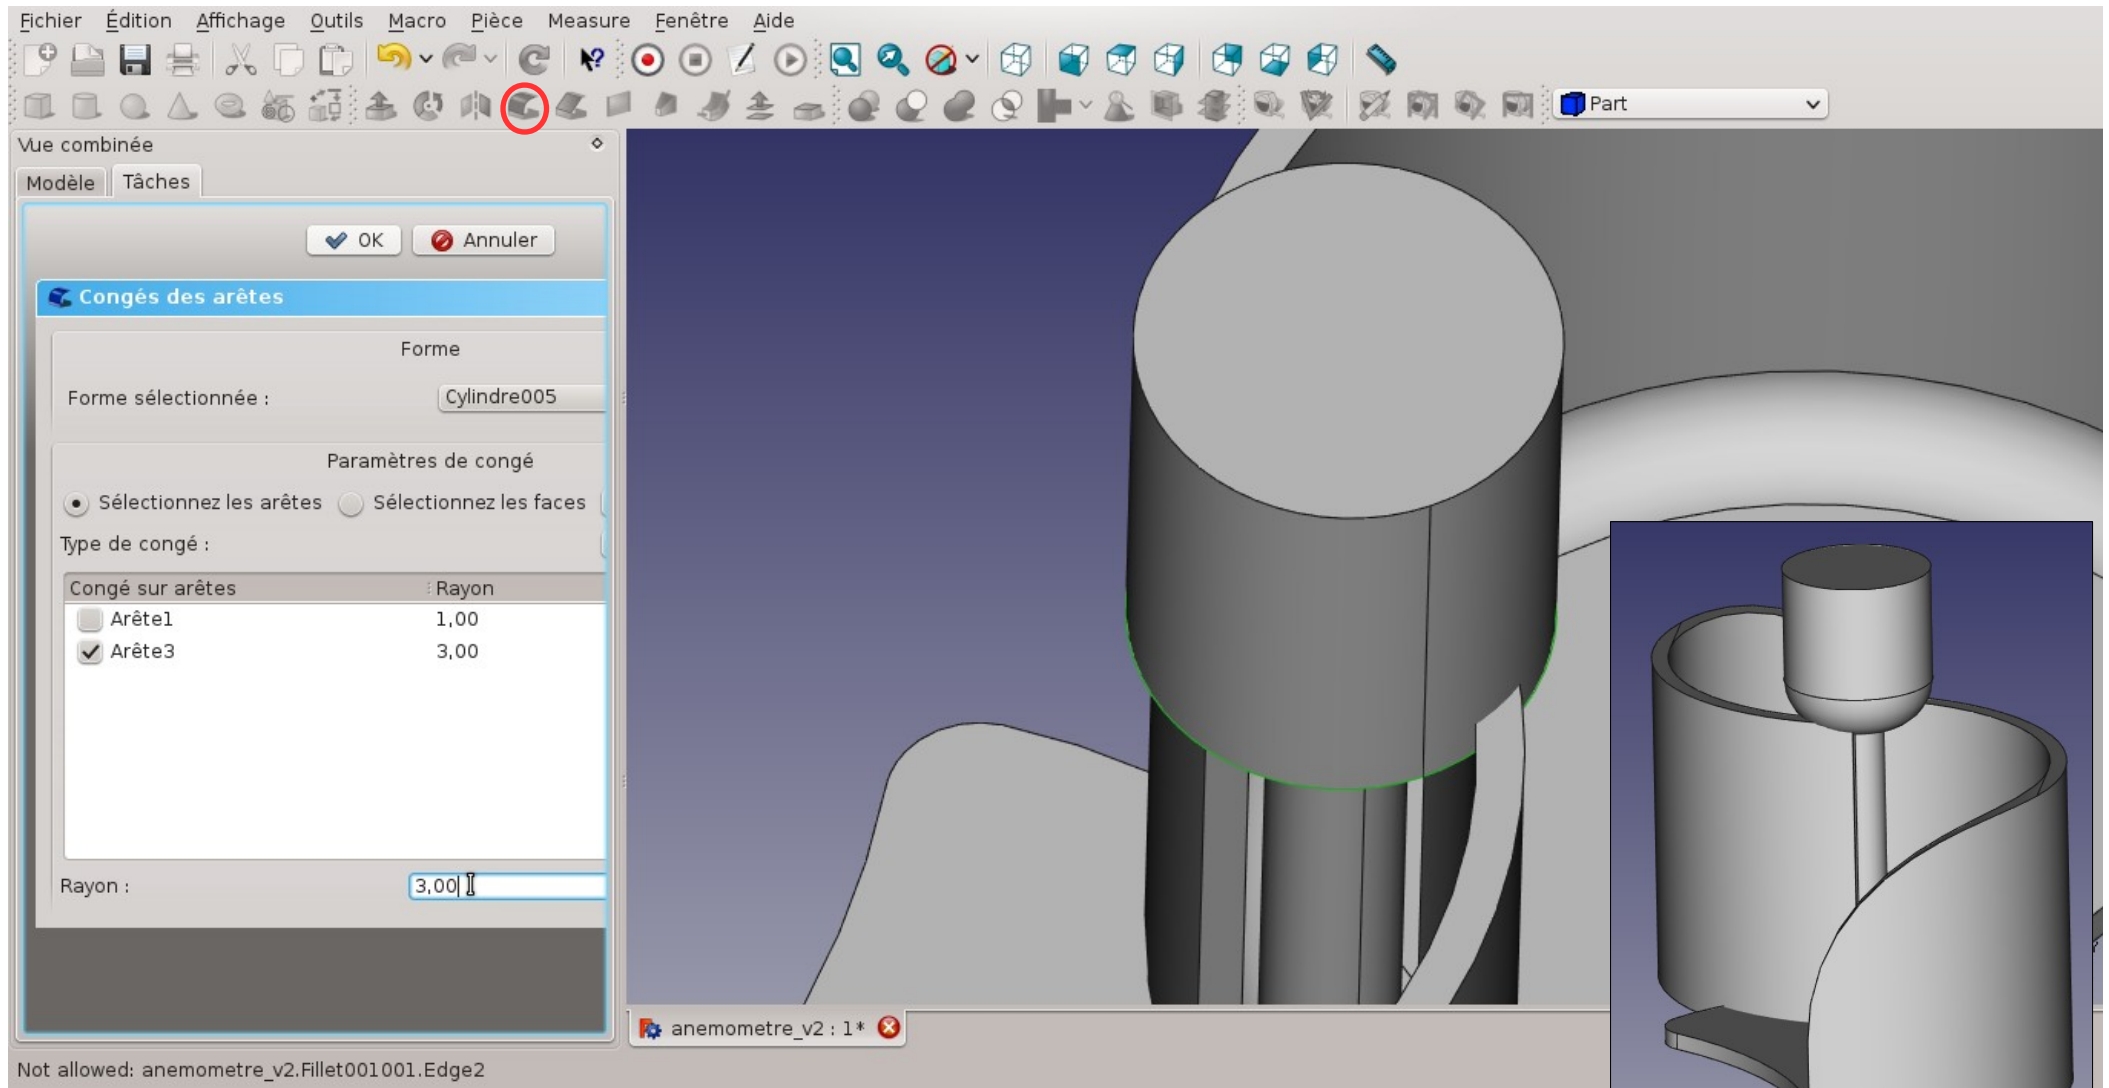 Fichier Édition Affichage Outils Macro Pièce Measure Fenêtre Aide
Part
Vue combinée
Modèle Tâches
OK Annuler
Congés des arêtes
Forme
Forme sélectionnée : Cylindre005
Paramètres de congé
Sélectionnez les arêtes Sélectionnez les faces
Type de congé :
Congé sur arêtes Rayon
Arête1 1,00
Arête3 3,00
Rayon : 3,00
anemometre_v2 : 1*
Not allowed: anemometre_v2.Fillet001001.Edge2